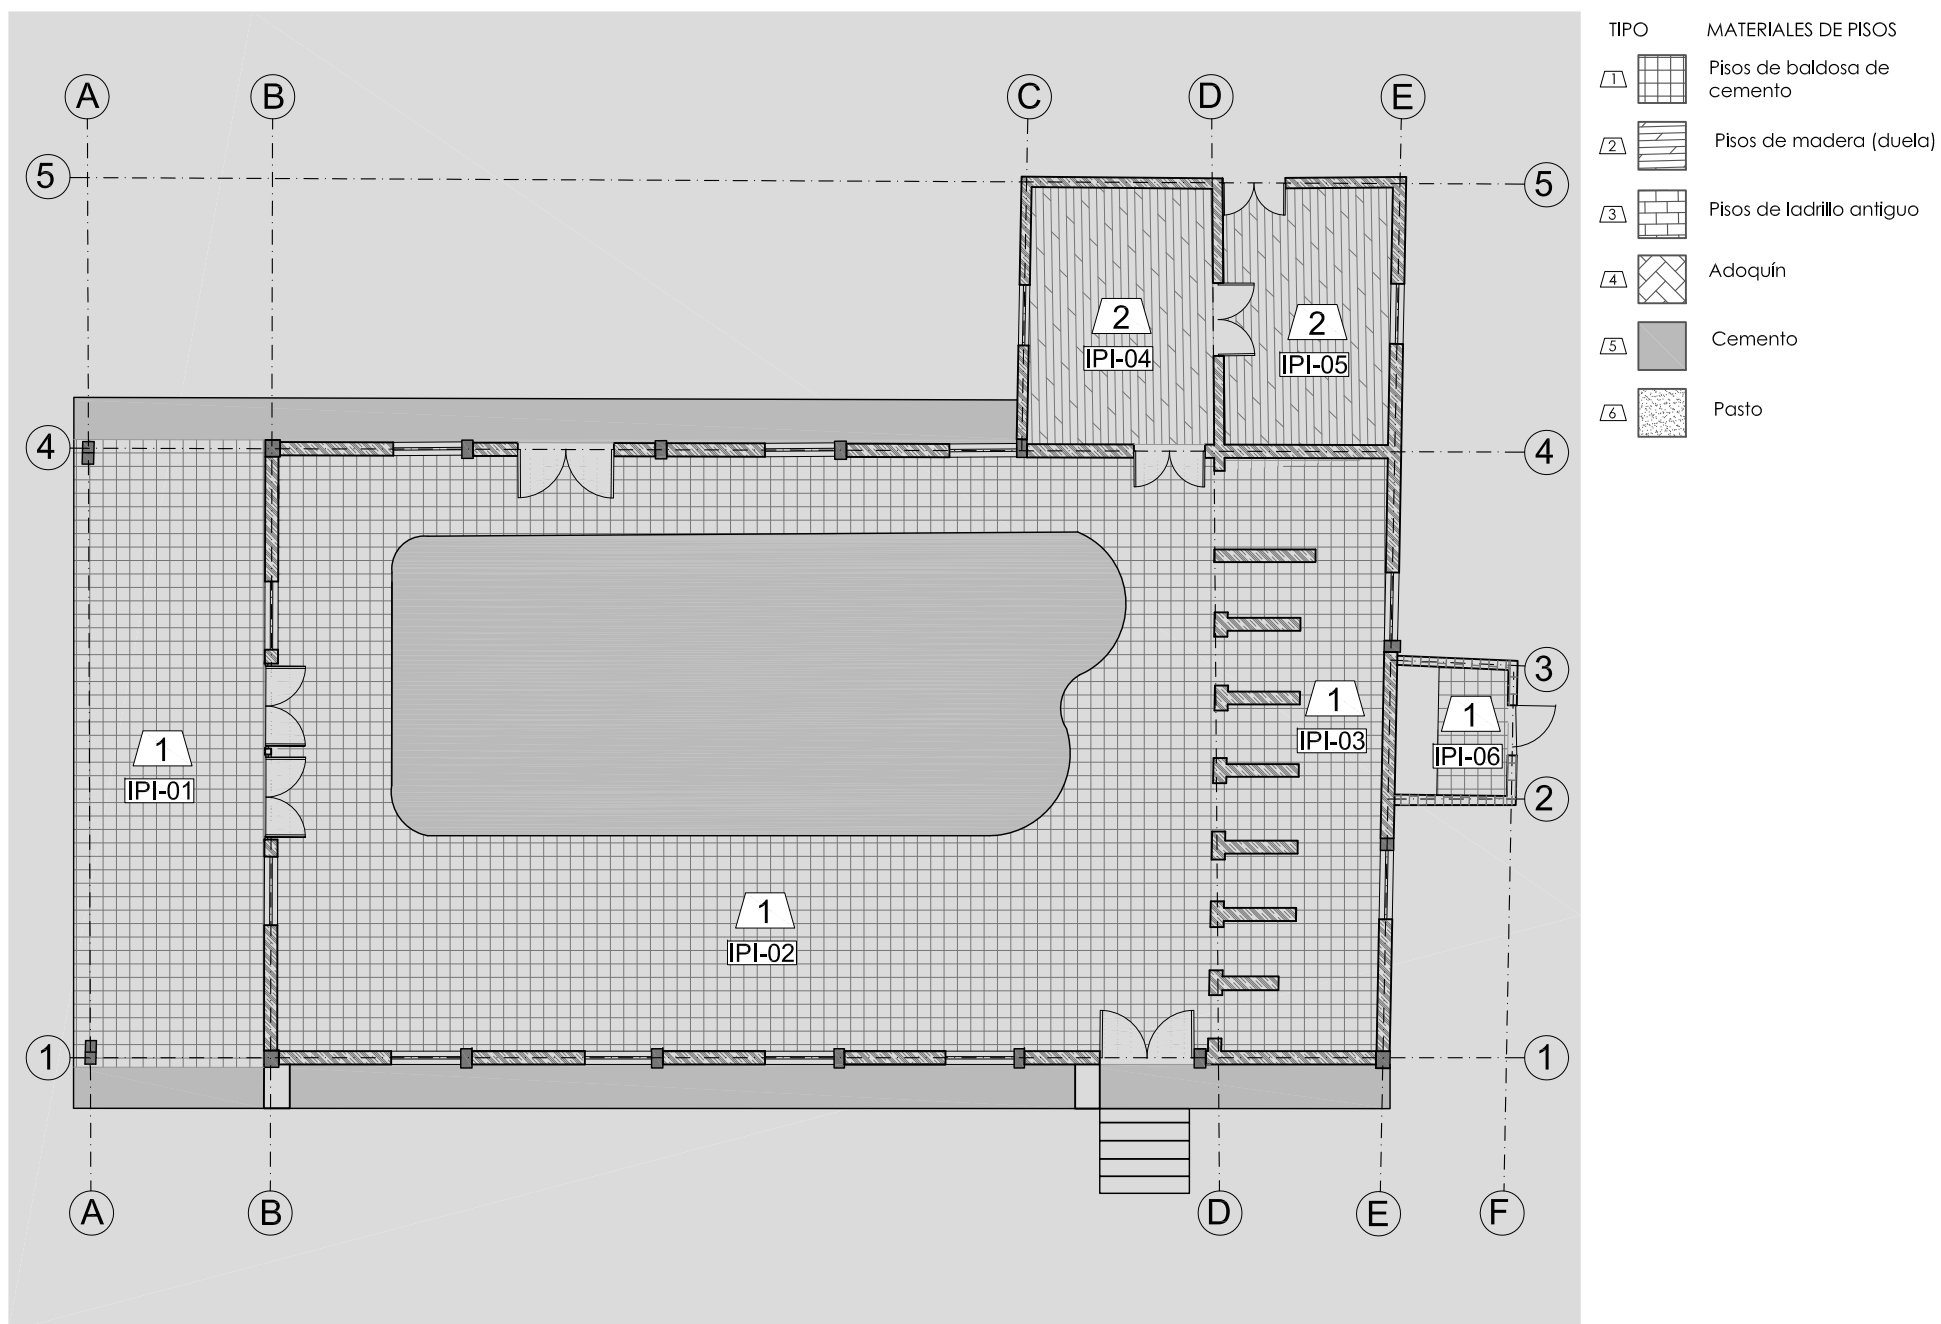 TIPO MATERIALES DE PISOS
1 Pisos de baldosa de
cemento
2 Pisos de madera (duela)
3 Pisos de ladrillo antiguo
4 Adoquín
5 Cemento
6 Pasto
A B C D E
5 5
2 2
IPI-04 IPI-05
4 4
3
1 1
IPI-03 IPI-06
1
IPI-01
2
1
IPI-02
1 1
A B D E F